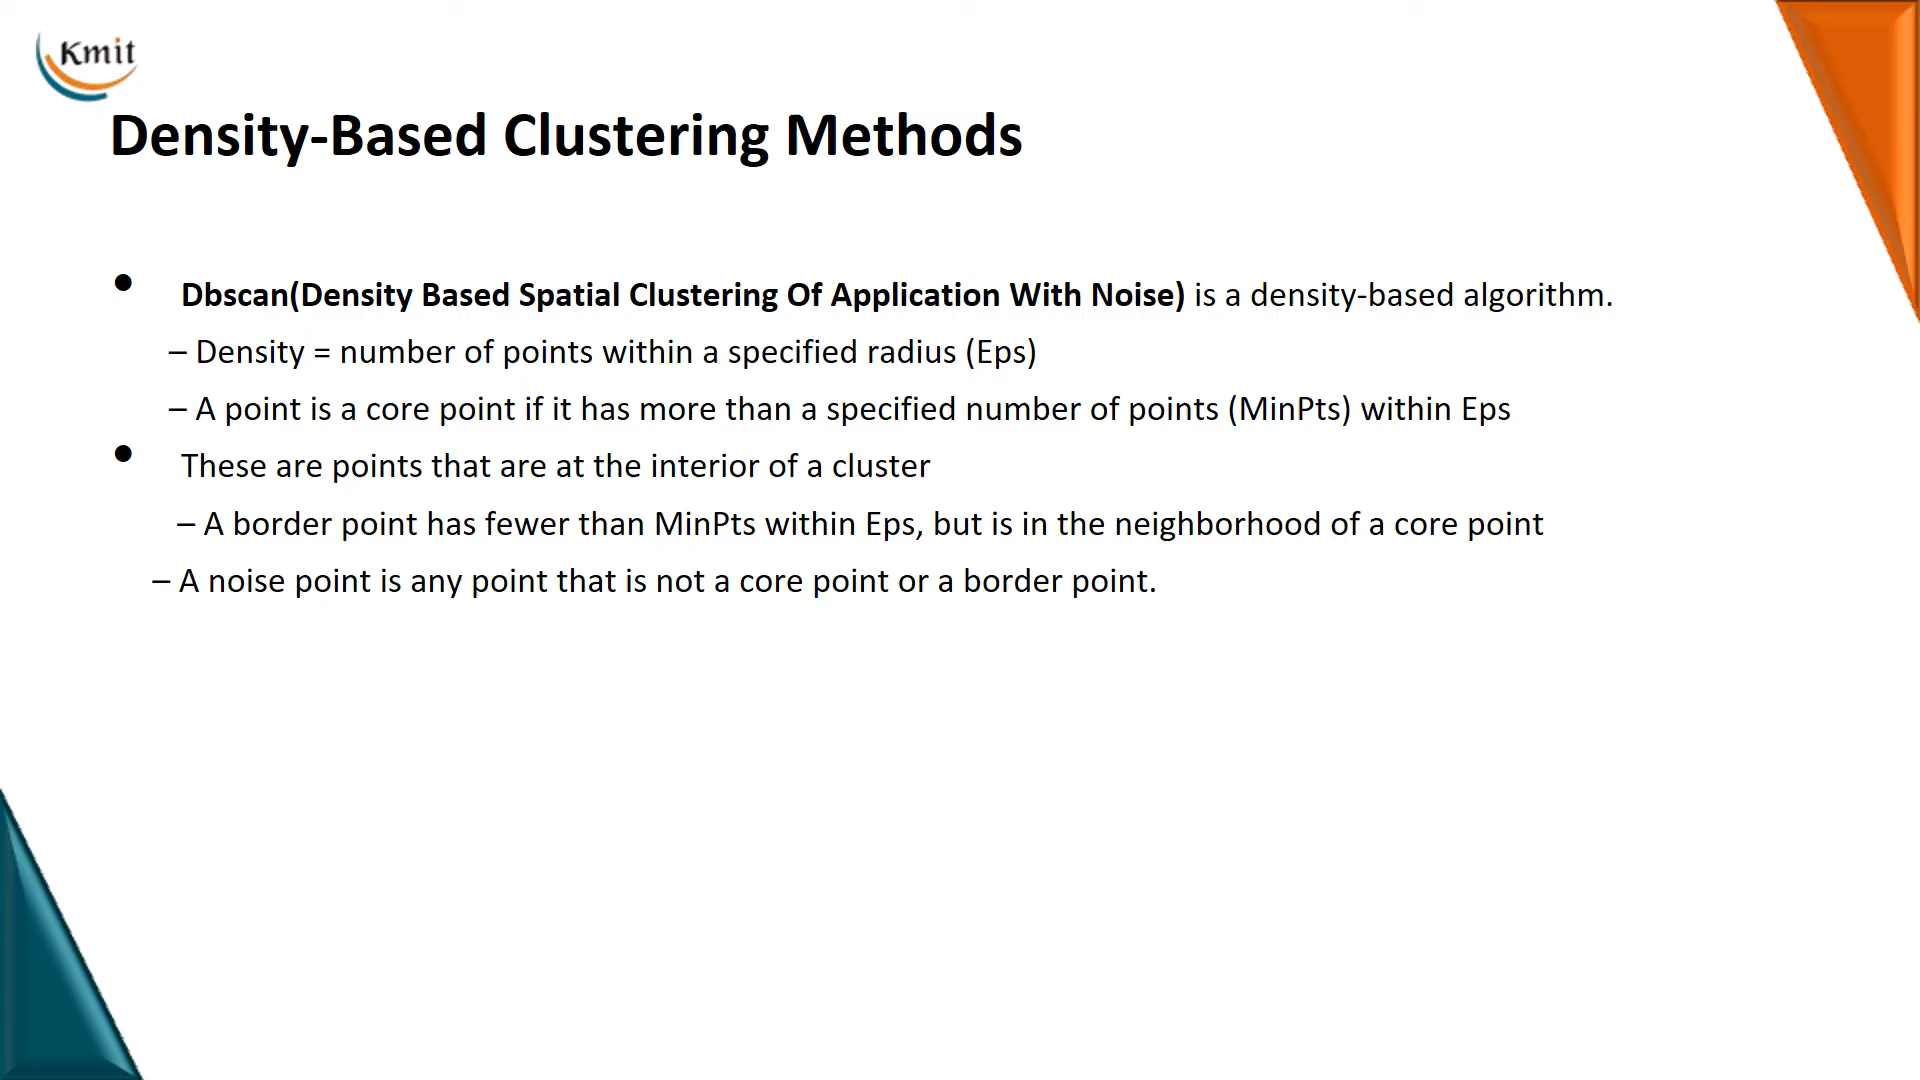 Kmit
Density-Based Clustering Methods
• Dbscan(Density Based Spatial Clustering Of Application With Noise) is a density-based algorithm.
– Density = number of points within a specified radius (Eps)
– A point is a core point if it has more than a specified number of points (MinPts) within Eps
• These are points that are at the interior of a cluster
– A border point has fewer than MinPts within Eps, but is in the neighborhood of a core point
– A noise point is any point that is not a core point or a border point.